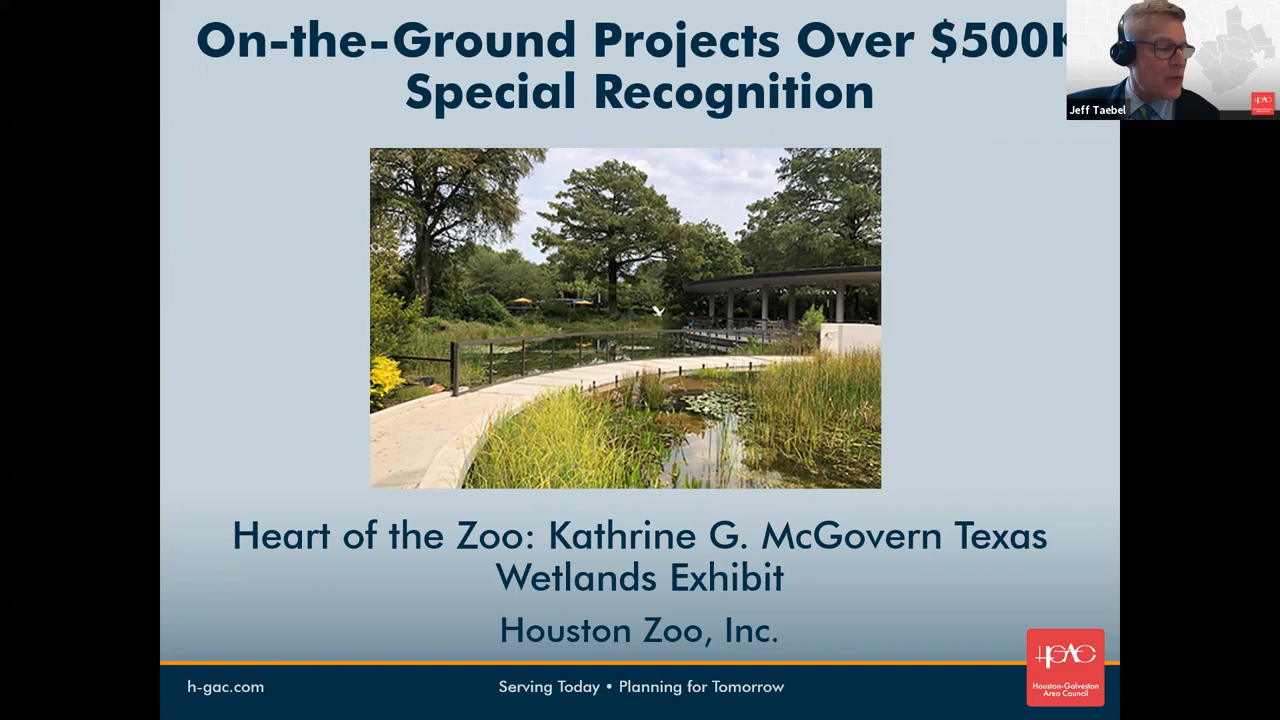 On-the-Ground Projects Over $500K
Special Recognition
Jeff Taebel
Heart of the Zoo: Kathrine G. McGovern Texas
Wetlands Exhibit
Houston Zoo, Inc.
h-gac.com
Serving Today • Planning for Tomorrow
HGAC
Houston-Galveston
Area Council